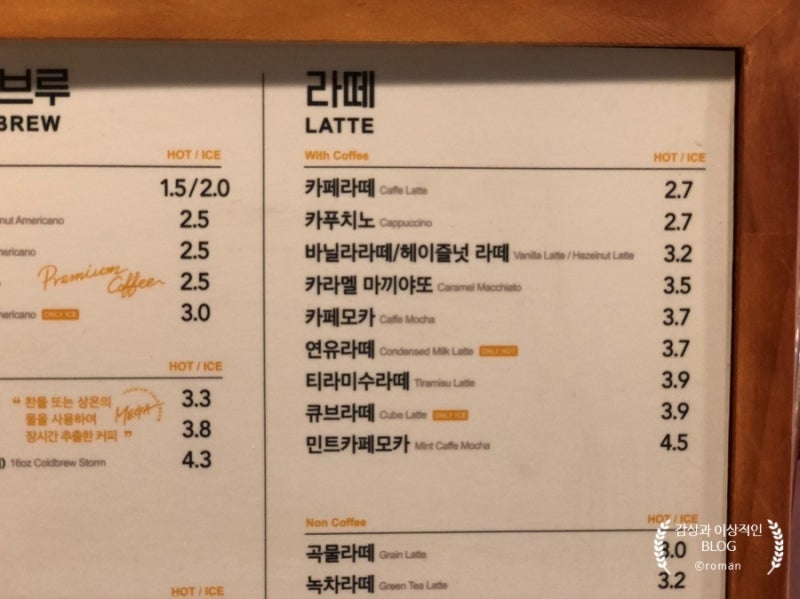 브루
BREW
HOT / ICE
1.5 / 2.0
nut Americano 2.5
mericano 2.5
Premium Coffee 2.5
mericano ONLY ICE 3.0
HOT / ICE
“ 찬물 또는 상온의 3.3
물을 사용하여 MEGA
장시간 추출한 커피 ” 3.8
16oz Coldbrew Storm 4.3
HOT / ICE
라떼
LATTE
With Coffee HOT / ICE
카페라떼 Caffe Latte 2.7
카푸치노 Cappuccino 2.7
바닐라라떼/헤이즐넛 라떼 Vanilla Latte / Hazelnut Latte 3.2
카라멜 마끼야또 Caramel Macchiato 3.5
카페모카 Caffe Mocha 3.7
연유라떼 Condensed Milk Latte ONLY HOT 3.7
티라미수라떼 Tiramisu Latte 3.9
큐브라떼 Cube Latte ONLY ICE 3.9
민트카페모카 Mint Caffe Mocha 4.5
Non Coffee HOT / ICE
곡물라떼 Grain Latte 3.0
녹차라떼 Green Tea Latte 3.2
감상과 이상적인
BLOG
©roman